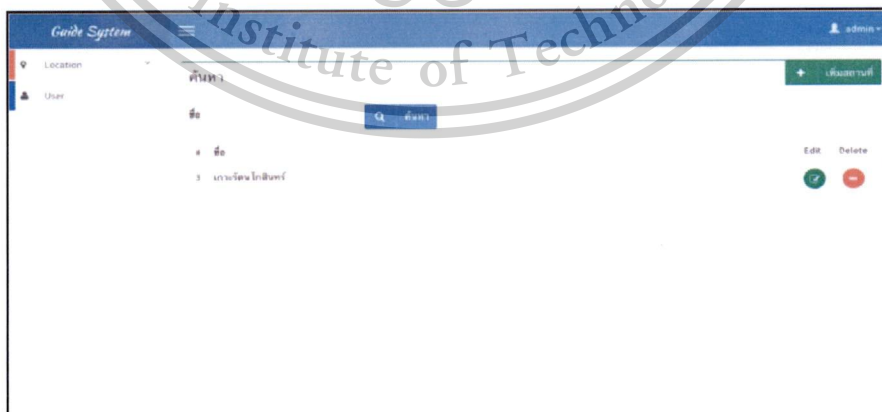 Guide System
admin
Institute of Techno
Location
User
ค้นหา
+ เพิ่มสถานที่
ชื่อ
ค้นหา
# ชื่อ Edit Delete
3 เกาะรัตนโกสินทร์